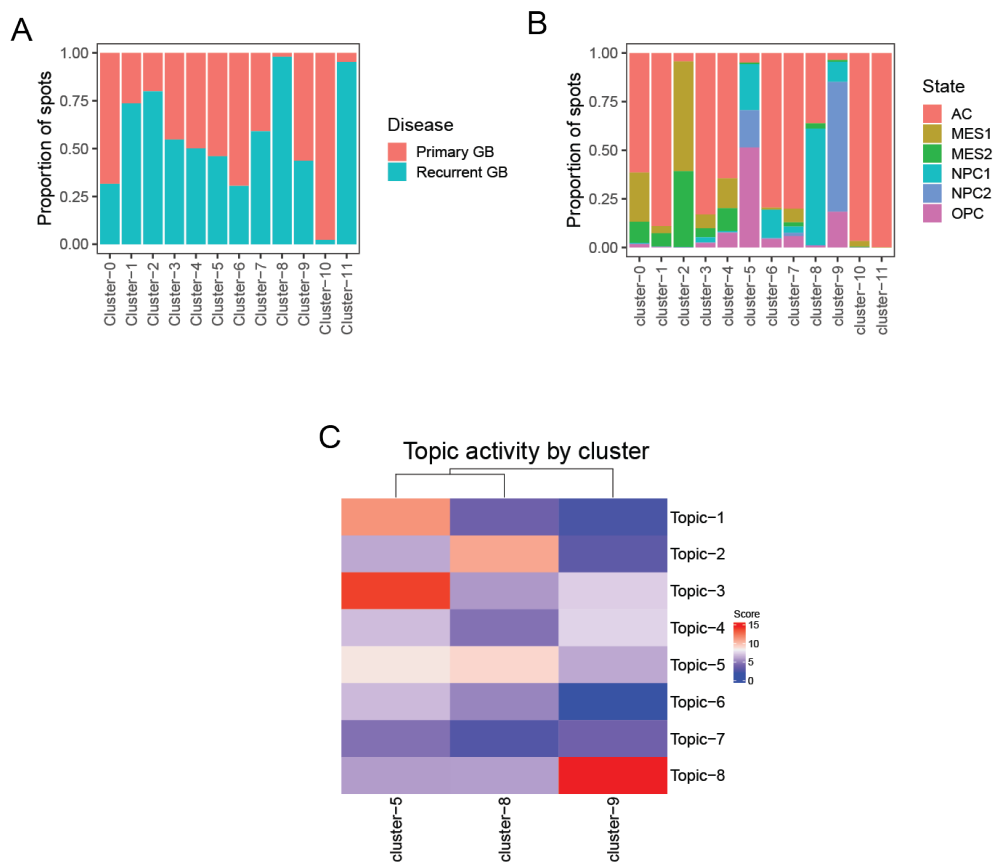 A
Proportion of spots
1.00
0.75
0.50
0.25
0.00
Cluster-0
Cluster-1
Cluster-2
Cluster-3
Cluster-4
Cluster-5
Cluster-6
Cluster-7
Cluster-8
Cluster-9
Cluster-10
Cluster-11
Disease
Primary GB
Recurrent GB
B
Proportion of spots
1.00
0.75
0.50
0.25
0.00
cluster-0
cluster-1
cluster-2
cluster-3
cluster-4
cluster-5
cluster-6
cluster-7
cluster-8
cluster-9
cluster-10
cluster-11
State
AC
MES1
MES2
NPC1
NPC2
OPC
C
Topic activity by cluster
Topic-1
Topic-2
Topic-3
Topic-4
Topic-5
Topic-6
Topic-7
Topic-8
cluster-5
cluster-8
cluster-9
Score
15
10
5
0